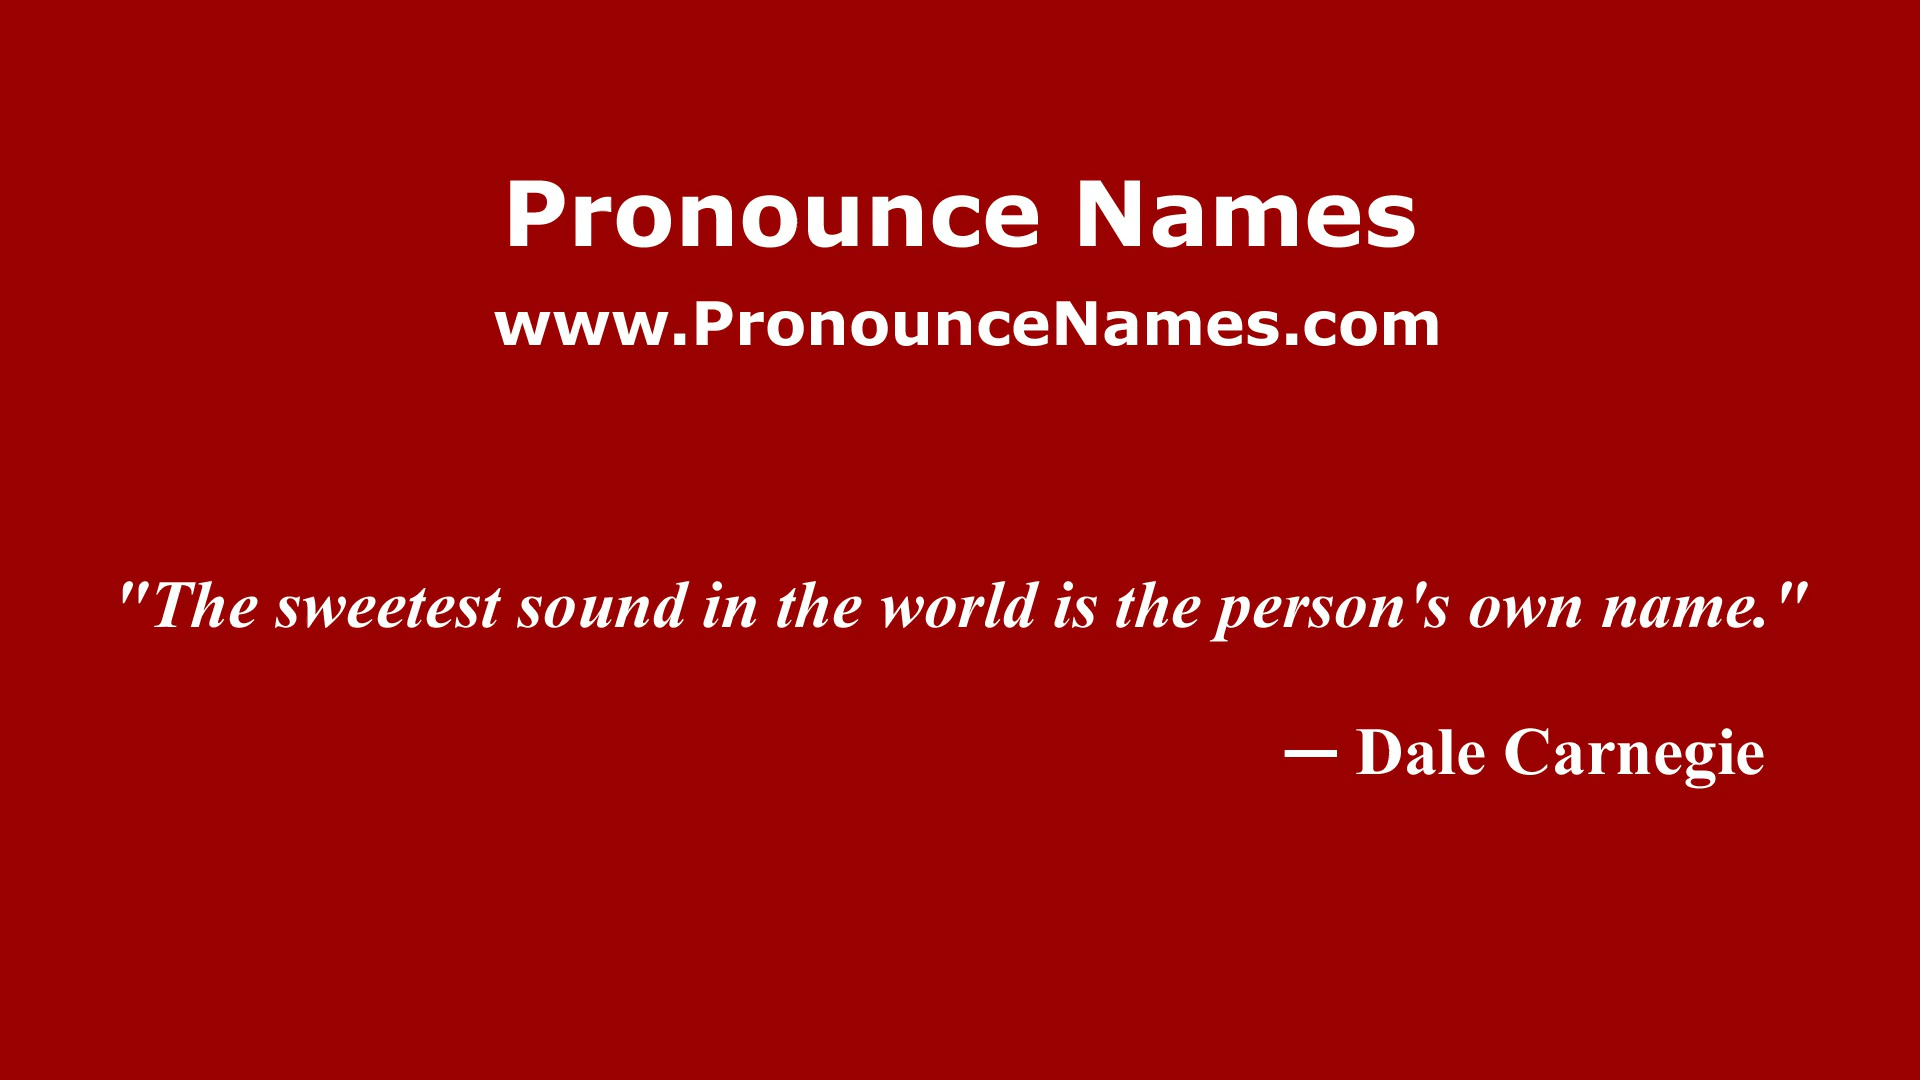 Pronounce Names
www.PronounceNames.com
"The sweetest sound in the world is the person's own name."
— Dale Carnegie